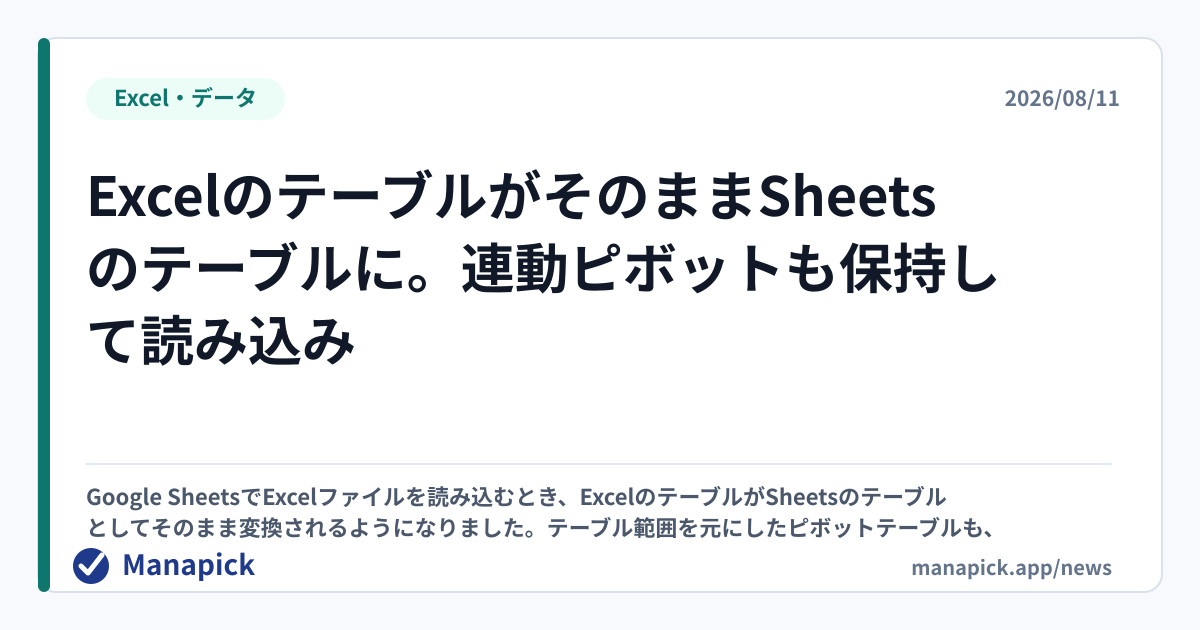 Excel・データ
2026/08/11
ExcelのテーブルがそのままSheets
のテーブルに。連動ピボットも保持し
て読み込み
Google SheetsでExcelファイルを読み込むとき、ExcelのテーブルがSheetsのテーブル
としてそのまま変換されるようになりました。テーブル範囲を元にしたピボットテーブルも、
Manapick
manapick.app/news